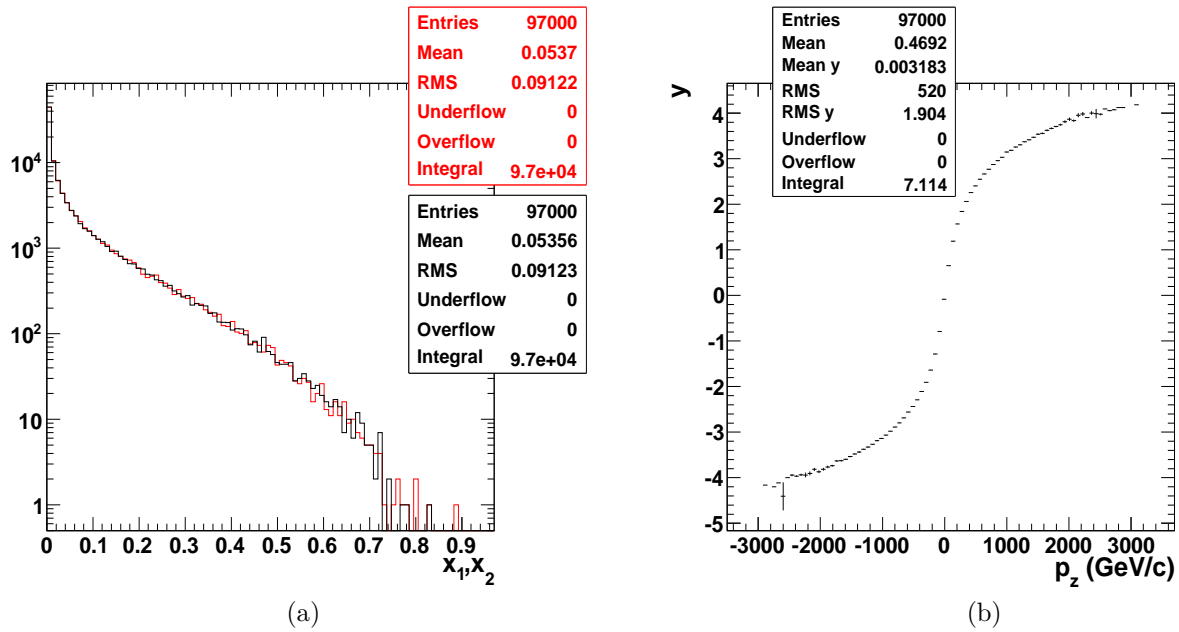 Entries 97000
Mean 0.0537
RMS 0.09122
Underflow 0
Overflow 0
Integral 9.7e+04
Entries 97000
Mean 0.05356
RMS 0.09123
Underflow 0
Overflow 0
Integral 9.7e+04
10^4
10^3
10^2
10
1
0 0.1 0.2 0.3 0.4 0.5 0.6 0.7 0.8 0.9
x_1,x_2
(a)
Entries 97000
Mean 0.4692
Mean y 0.003183
RMS 520
RMS y 1.904
Underflow 0
Overflow 0
Integral 7.114
y
4
3
2
1
0
-1
-2
-3
-4
-5
-3000 -2000 -1000 0 1000 2000 3000
p_z (GeV/c)
(b)